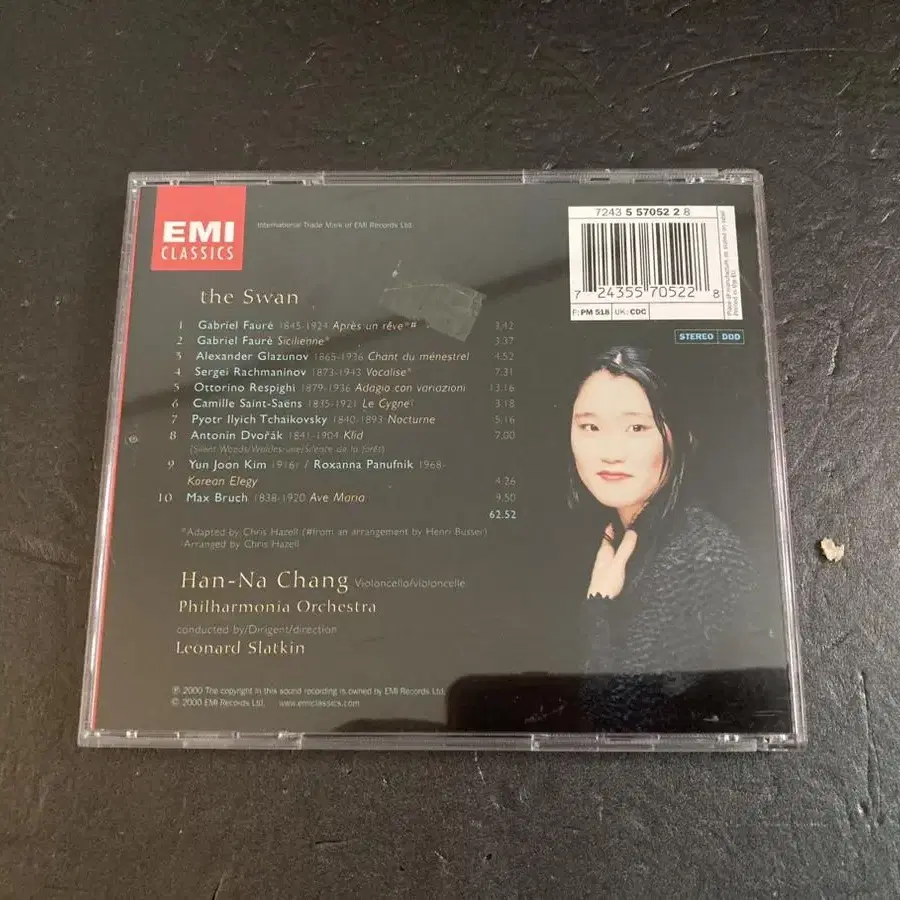 EMI
CLASSICS
International Trade Mark of EMI Records Ltd.
7243 5 57052 2 8
7 24355 70522 8
F: PM 518 UK: CDC
Printed in the EU
STEREO DDD
the Swan
1 Gabriel Fauré 1845-1924 Après un rêve*# 3.42
2 Gabriel Fauré Sicilienne* 3.37
3 Alexander Glazunov 1865-1936 Chant du ménestrel 4.52
4 Sergei Rachmaninov 1873-1943 Vocalise* 7.31
5 Ottorino Respighi 1879-1936 Adagio con variazioni 13.16
6 Camille Saint-Saëns 1835-1921 Le Cygne 3.18
7 Pyotr Ilyich Tchaikovsky 1840-1893 Nocturne 5.16
8 Antonín Dvořák 1841-1904 Klid 7.00
(Silent Woods/Waldesruhe/Silence de la forêt)
9 Yun Joon Kim / Roxanna Panufnik 1968-
Korean Elegy 4.26
10 Max Bruch 1838-1920 Ave Maria 9.50
62.52
*Adapted by Chris Hazell (#from an arrangement by Henri Busser)
Arranged by Chris Hazell
Han-Na Chang Violoncello/violoncelle
Philharmonia Orchestra
conducted by/Dirigent/direction
Leonard Slatkin
℗ 2000 The copyright in this sound recording is owned by EMI Records Ltd.
© 2000 EMI Records Ltd. www.emiclassics.com